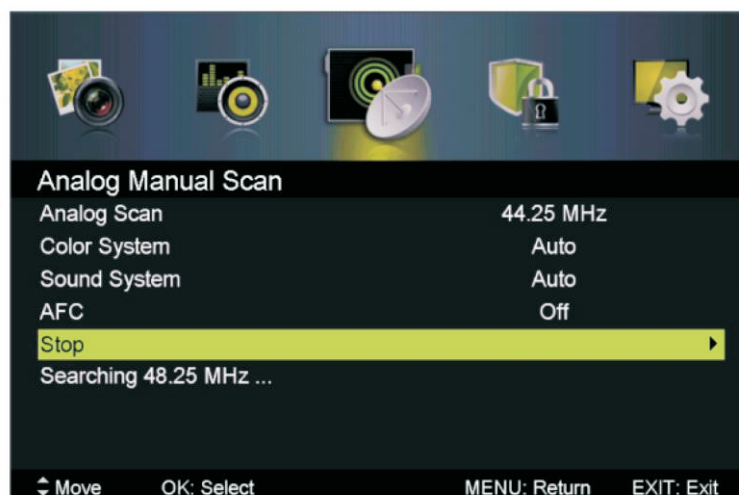 Analog Manual Scan
Analog Scan 44.25 MHz
Color System Auto
Sound System Auto
AFC Off
Stop
Searching 48.25 MHz ...
Move OK: Select MENU: Return EXIT: Exit